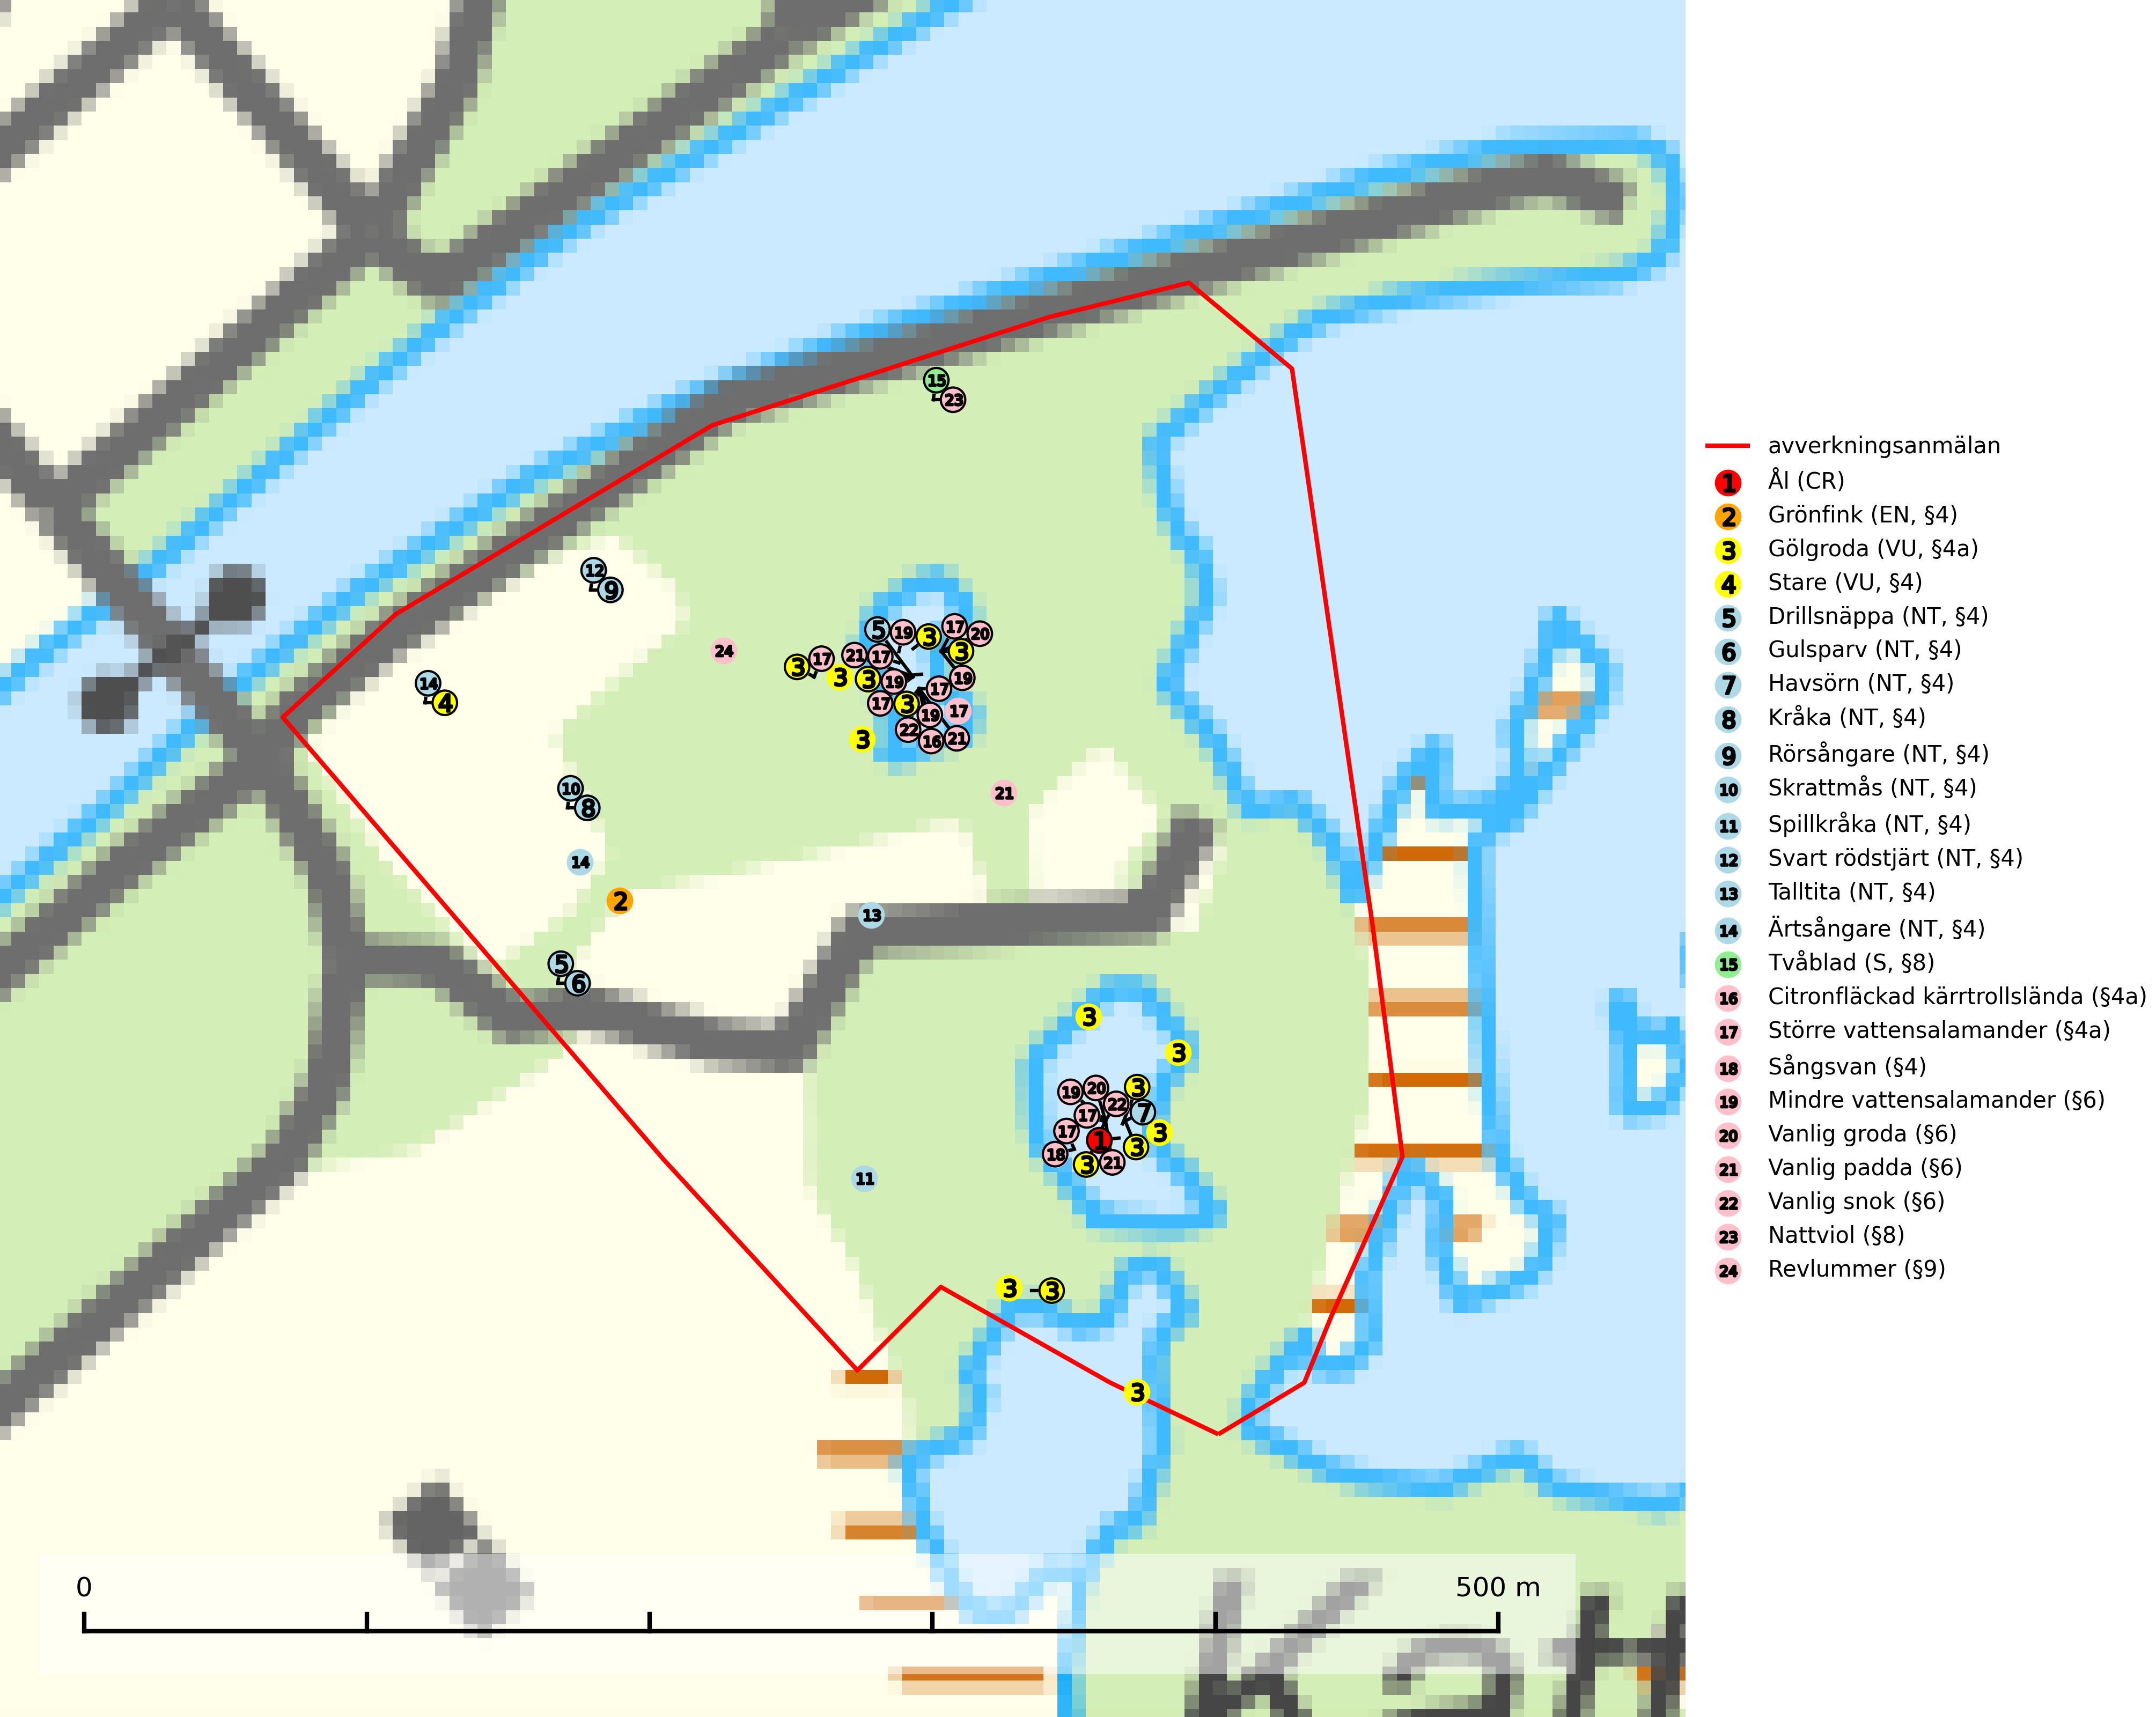 15
23
12
9
5
19
3
17
20
24
3
17
21
17
3
14
4
3
3
19
17
19
17
3
19
17
3
22
16
21
10
8
21
14
2
13
5
6
3
3
19
20
3
17
22
7
17
1
3
3
18
3
21
11
3
3
3
0
500 m
avverkningsanmälan
1 Ål (CR)
2 Grönfink (EN, §4)
3 Gölgroda (VU, §4a)
4 Stare (VU, §4)
5 Drillsnäppa (NT, §4)
6 Gulsparv (NT, §4)
7 Havsörn (NT, §4)
8 Kråka (NT, §4)
9 Rörsångare (NT, §4)
10 Skrattmås (NT, §4)
11 Spillkråka (NT, §4)
12 Svart rödstjärt (NT, §4)
13 Talltita (NT, §4)
14 Ärtsångare (NT, §4)
15 Tvåblad (S, §8)
16 Citronfläckad kärrtrollslända (§4a)
17 Större vattensalamander (§4a)
18 Sångsvan (§4)
19 Mindre vattensalamander (§6)
20 Vanlig groda (§6)
21 Vanlig padda (§6)
22 Vanlig snok (§6)
23 Nattviol (§8)
24 Revlummer (§9)